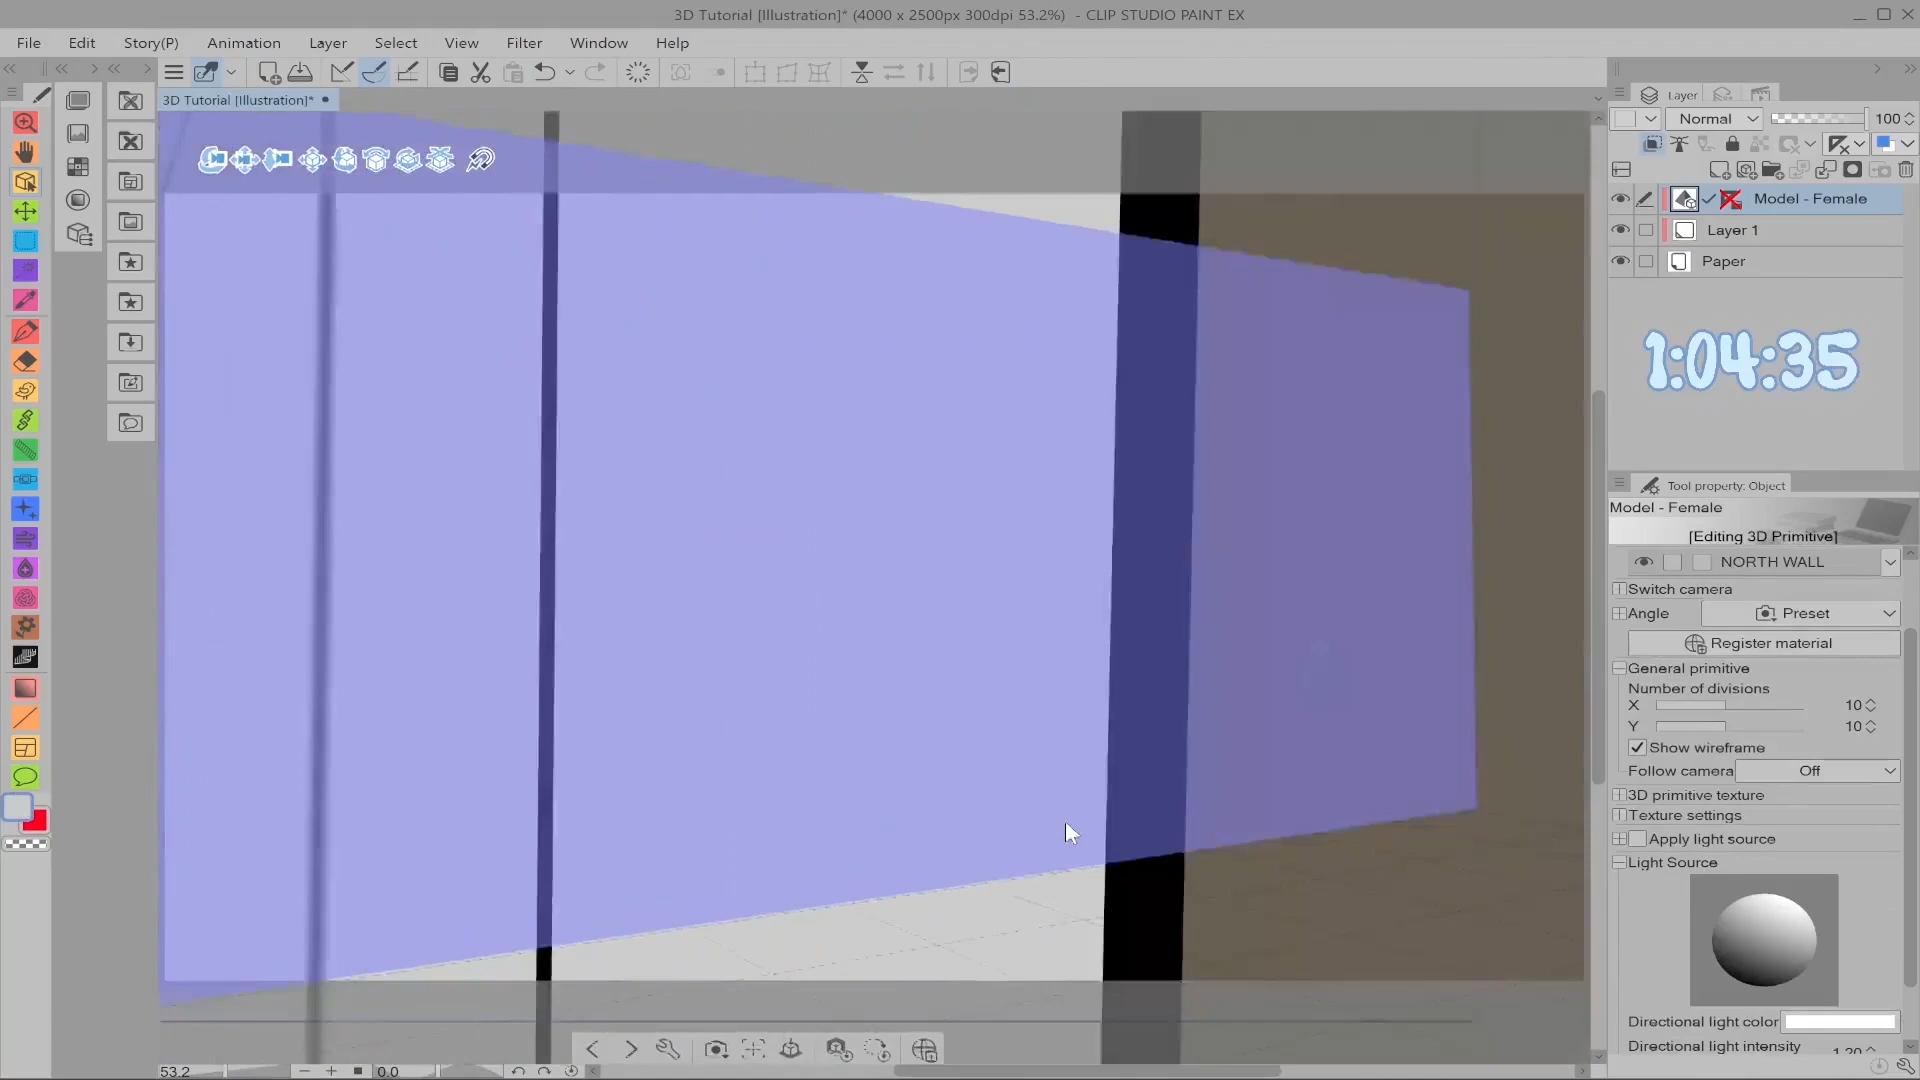 3D Tutorial [Illustration]* (4000 x 2500px 300dpi 53.2%) - CLIP STUDIO PAINT EX
File Edit Story(P) Animation Layer Select View Filter Window Help
3D Tutorial [Illustration]*
Layer
Normal 100
Model - Female
Layer 1
Paper
1:04:35
Tool property: Object
Model - Female
[Editing 3D Primitive]
NORTH WALL
Switch camera
Angle Preset
Register material
General primitive
Number of divisions
X 10
Y 10
Show wireframe
Follow camera Off
3D primitive texture
Texture settings
Apply light source
Light Source
Directional light color
Directional light intensity 1.20
53.2 0.0